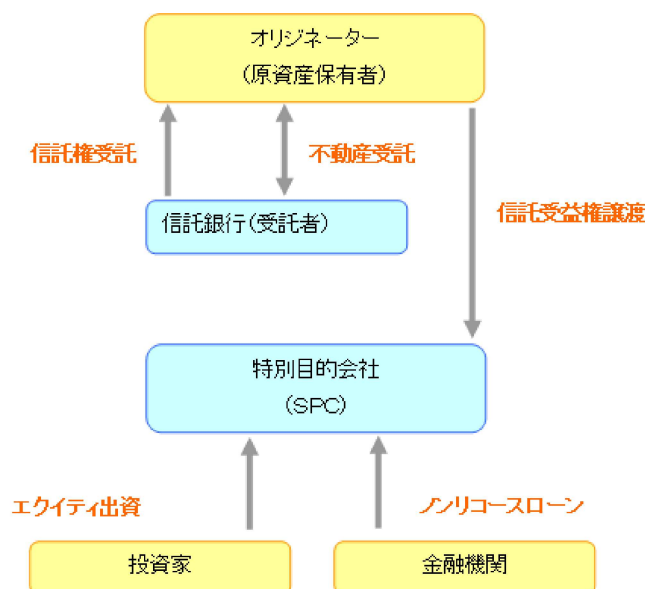 オリジネーター
（原資産保有者）
信託権受託
不動産受託
信託銀行（受託者）
信託受益権譲渡
特別目的会社
（SPC）
エクイティ出資
ノンリコースローン
投資家
金融機関